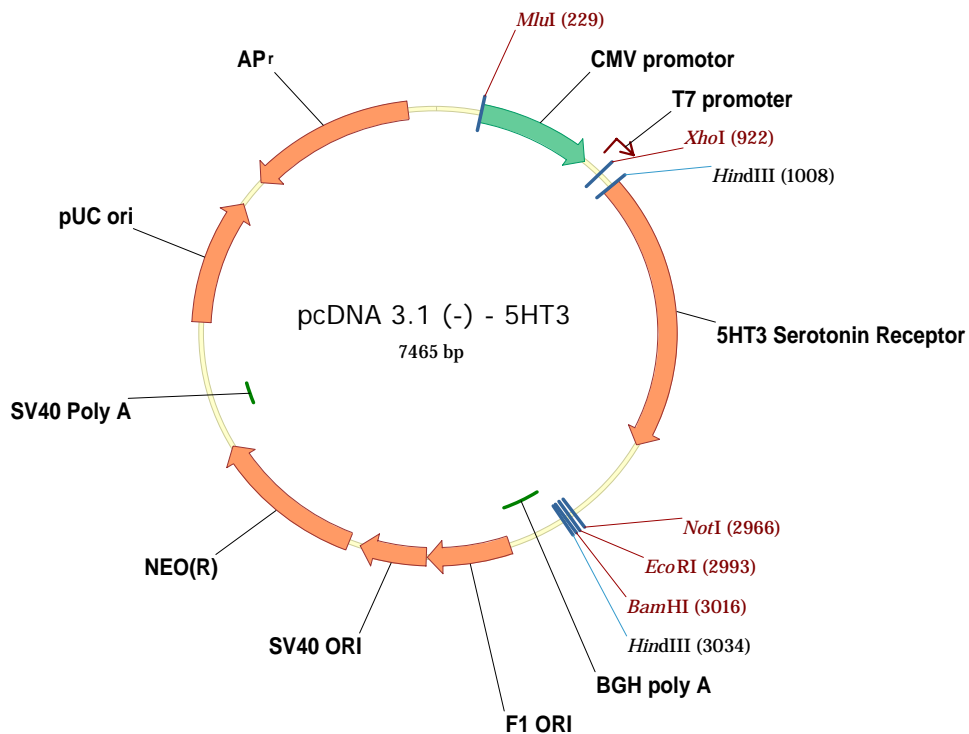 MluI (229)
APr
CMV promotor
T7 promoter
XhoI (922)
HindIII (1008)
pUC ori
pcDNA 3.1 (-) - 5HT3
7465 bp
5HT3 Serotonin Receptor
SV40 Poly A
NotI (2966)
EcoRI (2993)
NEO(R)
BamHI (3016)
SV40 ORI
HindIII (3034)
BGH poly A
F1 ORI